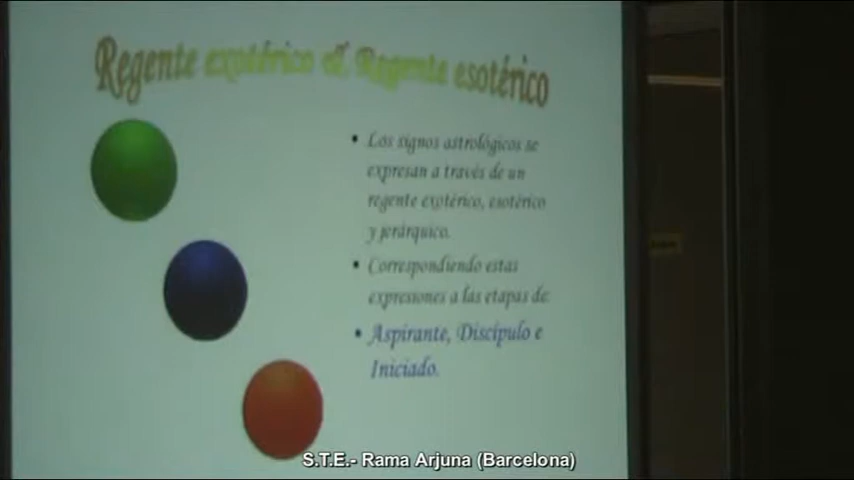 Regente exotérico el Regente esotérico
• Los signos astrológicos se
expresan a través de un
regente exotérico, esotérico
y jerárquico.
• Correspondiendo estas
expresiones a las etapas de:
• Aspirante, Discípulo e
Iniciado.
S.T.E.- Rama Arjuna (Barcelona)